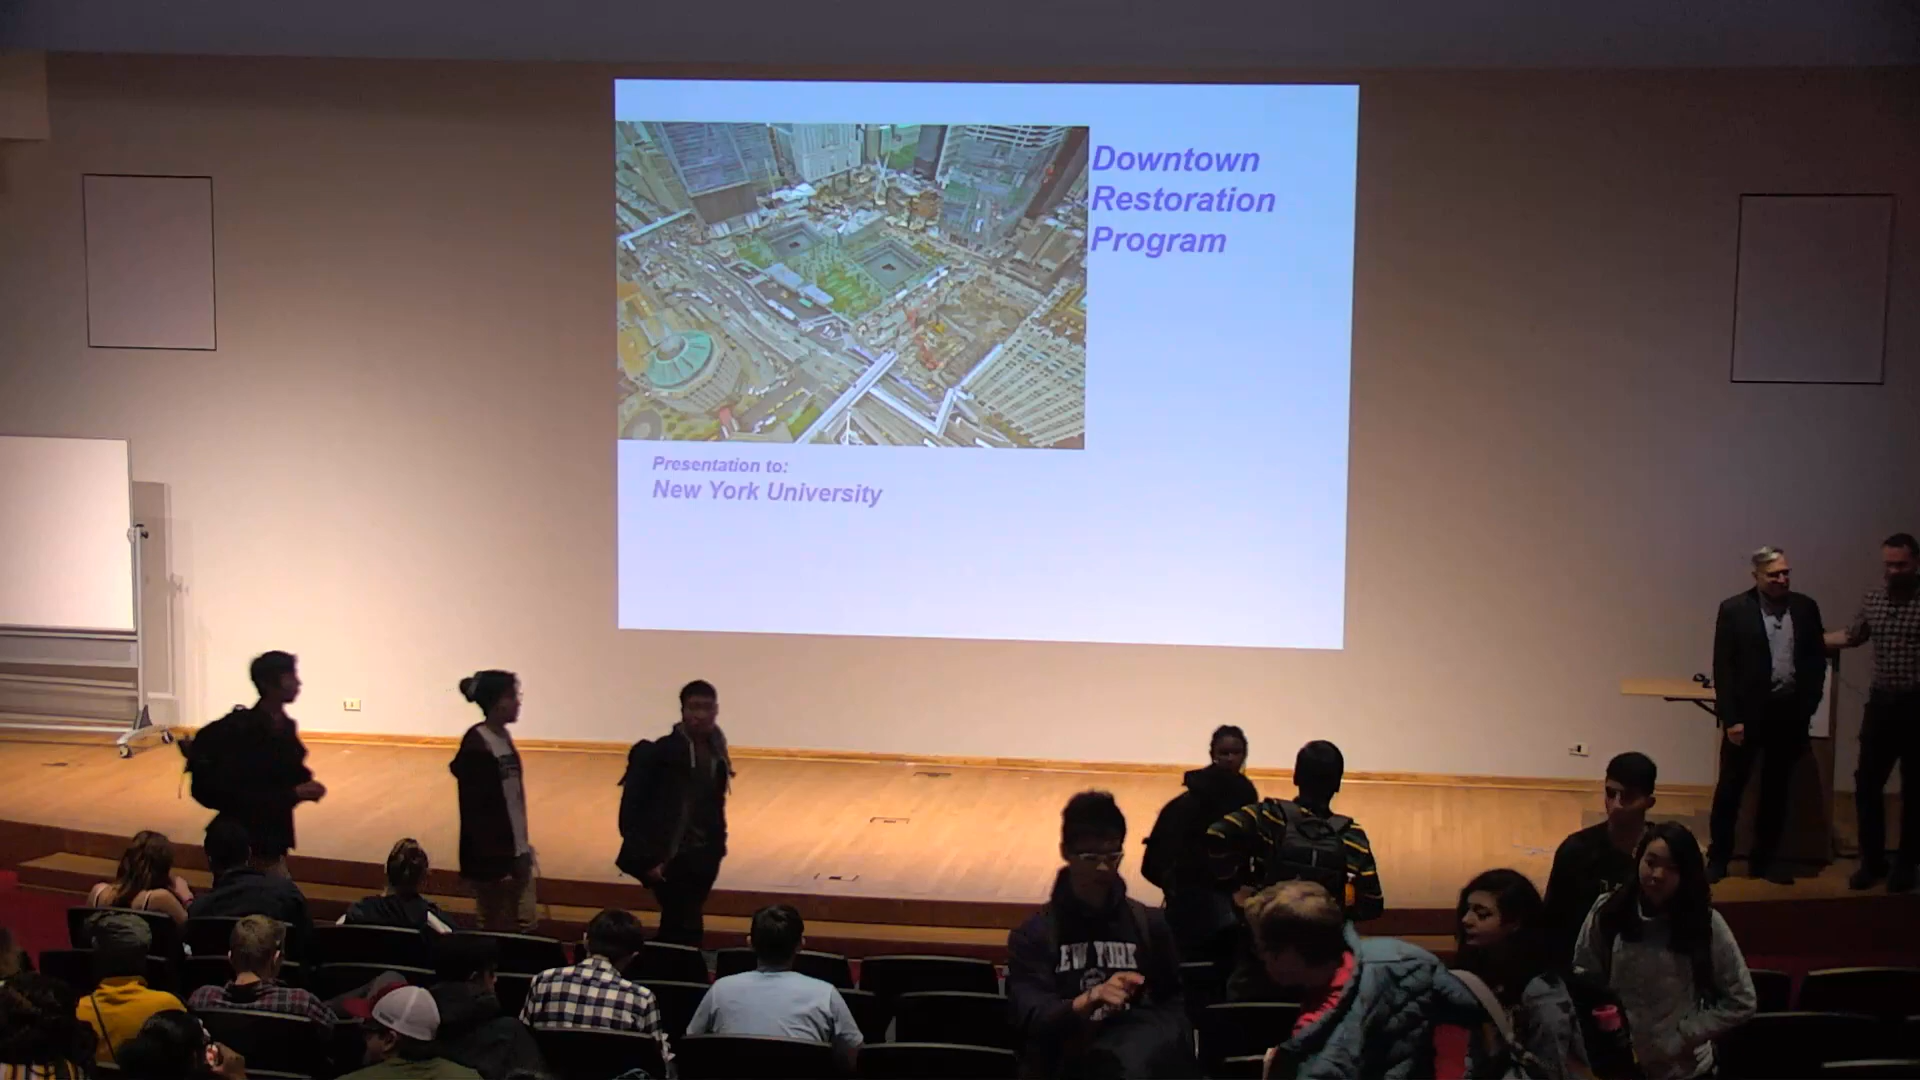 Downtown
Restoration
Program
Presentation to:
New York University
NEW YORK